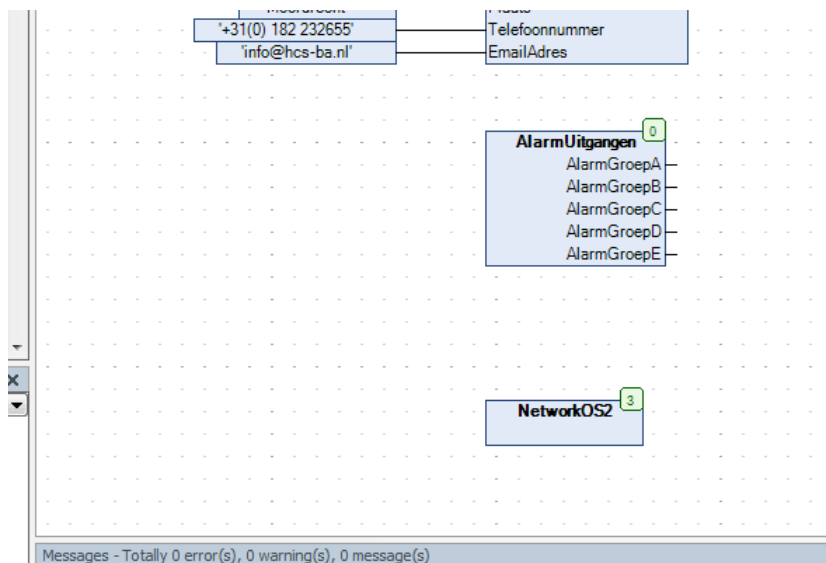 '+31(0) 182 232655'
Telefoonnummer
'info@hcs-ba.nl'
EmailAdres
0
AlarmUitgangen
AlarmGroepA
AlarmGroepB
AlarmGroepC
AlarmGroepD
AlarmGroepE
3
NetworkOS2
Messages - Totally 0 error(s), 0 warning(s), 0 message(s)